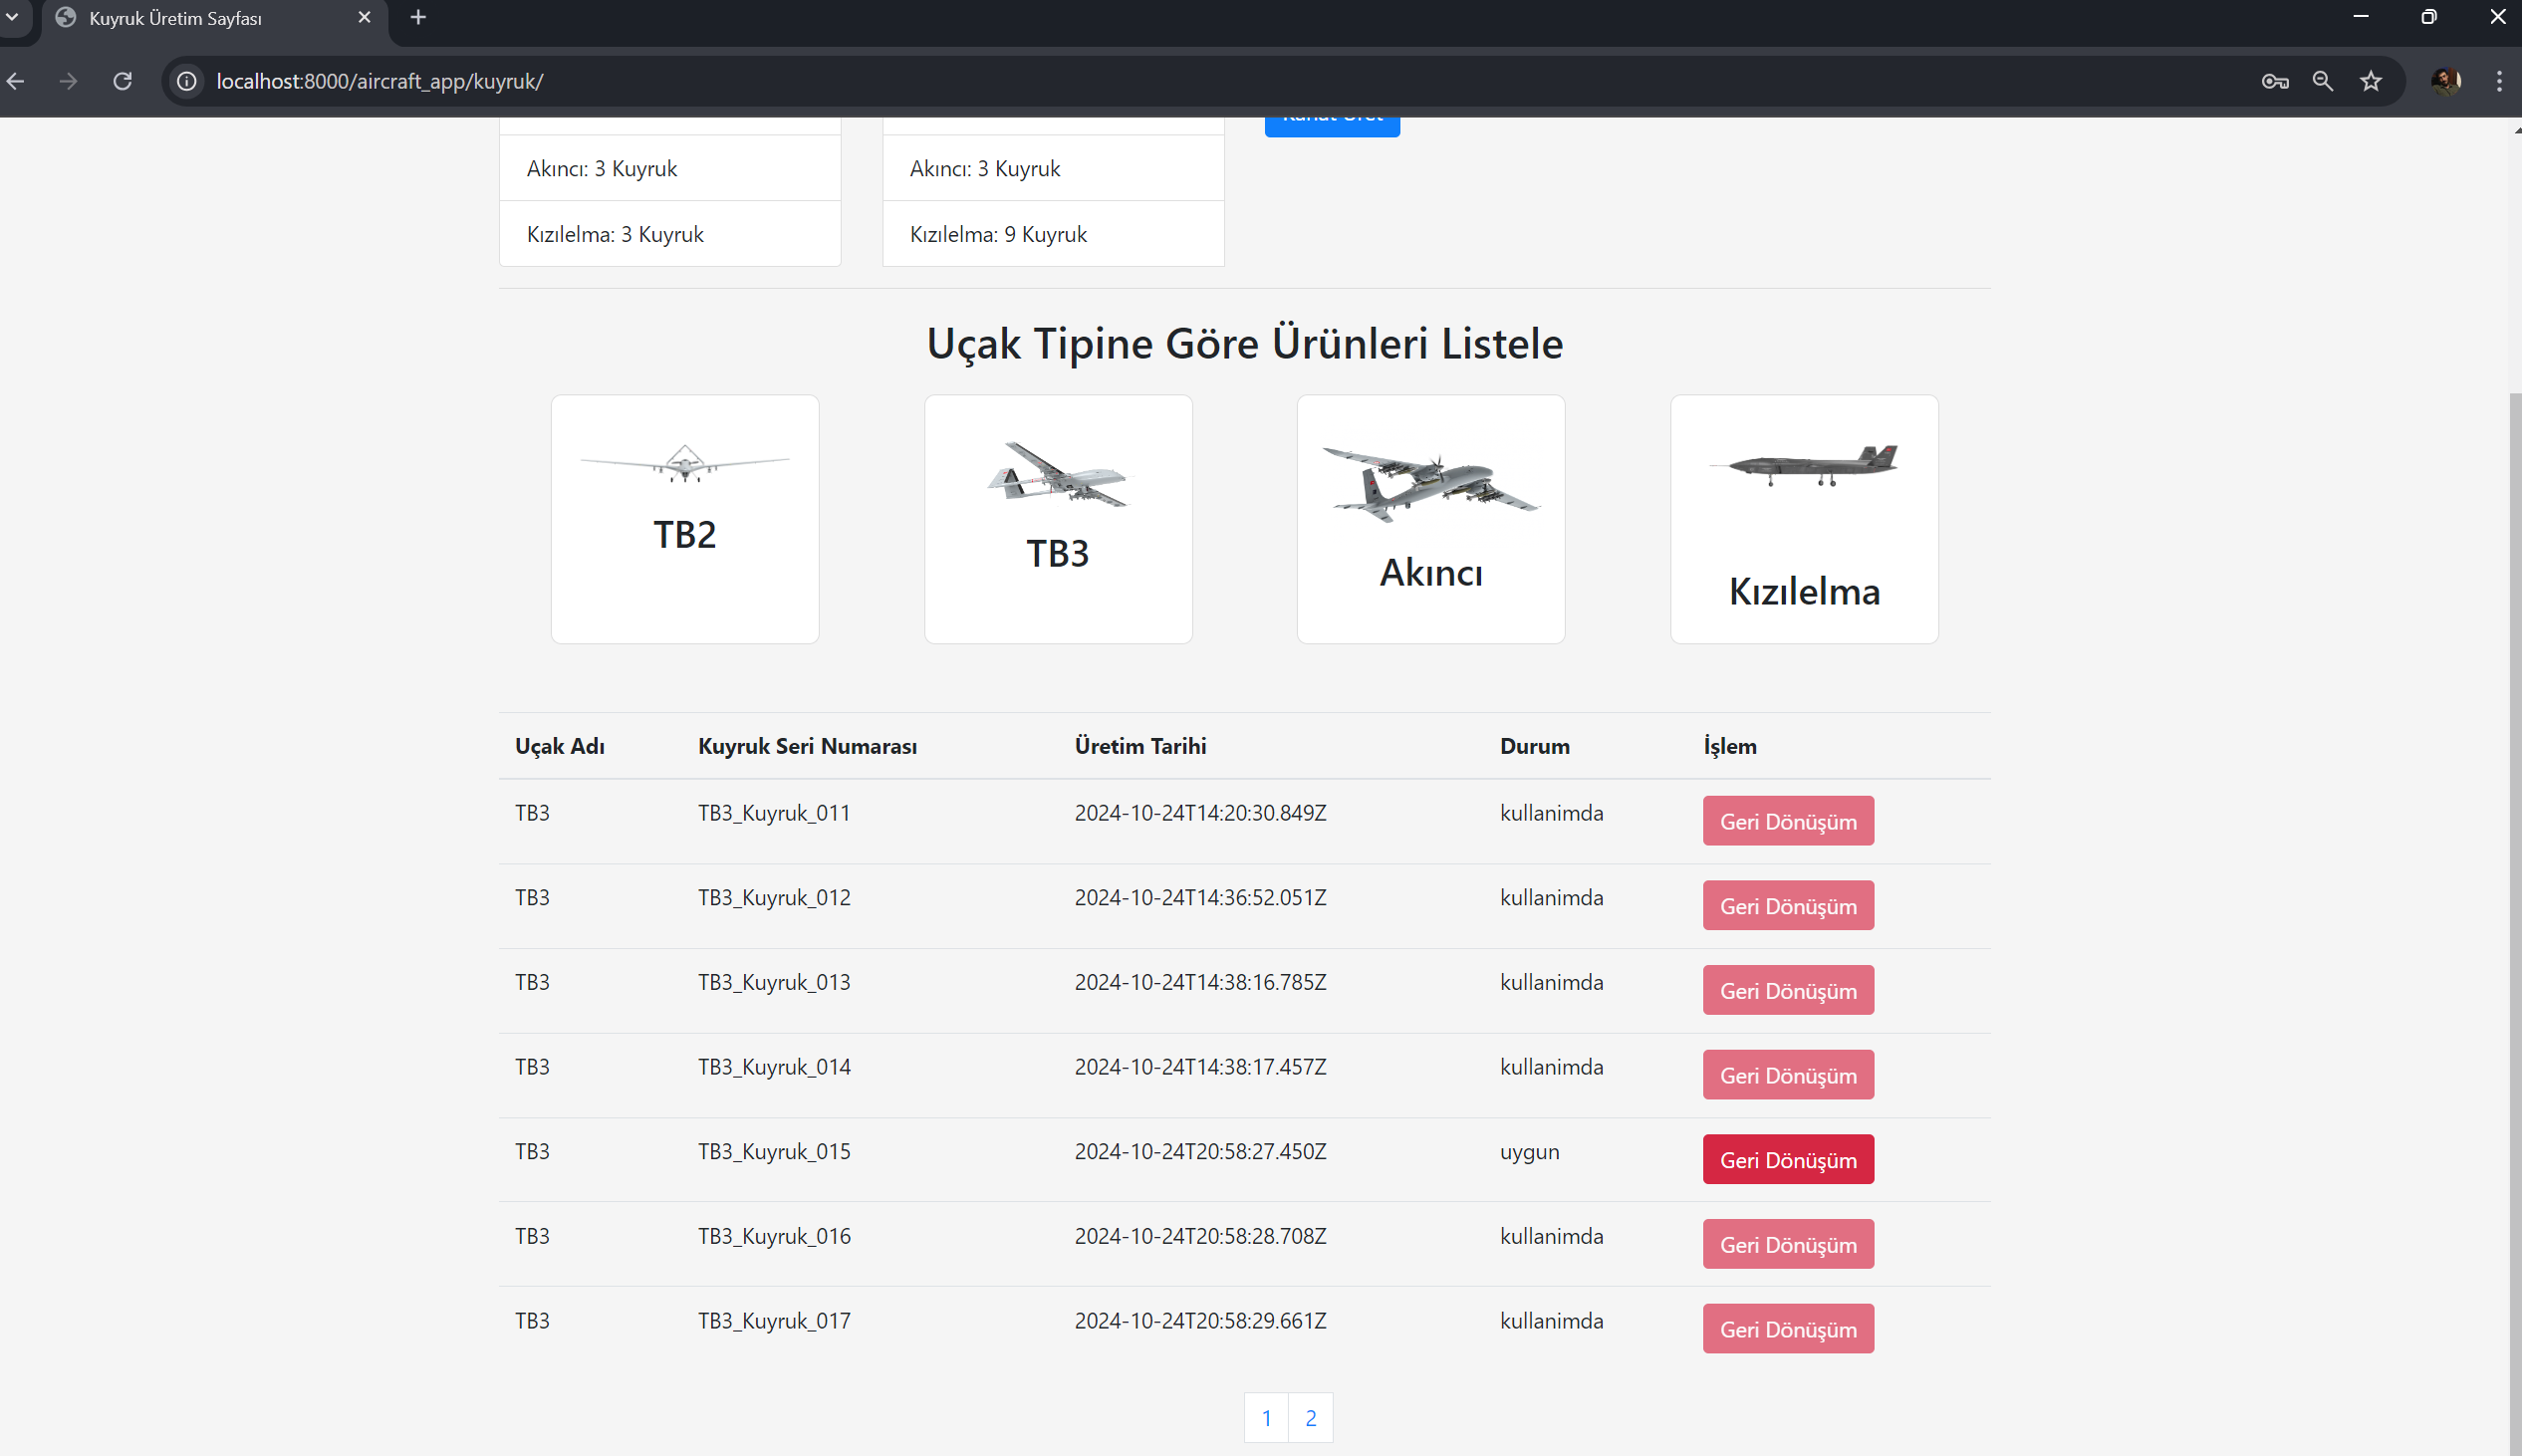 Kuyruk Üretim Sayfası
localhost:8000/aircraft_app/kuyruk/
Akıncı: 3 Kuyruk
Kızılelma: 3 Kuyruk
Akıncı: 3 Kuyruk
Kızılelma: 9 Kuyruk
Uçak Tipine Göre Ürünleri Listele
TB2
TB3
Akıncı
Kızılelma
Uçak Adı Kuyruk Seri Numarası Üretim Tarihi Durum İşlem
TB3 TB3_Kuyruk_011 2024-10-24T14:20:30.849Z kullanimda Geri Dönüşüm
TB3 TB3_Kuyruk_012 2024-10-24T14:36:52.051Z kullanimda Geri Dönüşüm
TB3 TB3_Kuyruk_013 2024-10-24T14:38:16.785Z kullanimda Geri Dönüşüm
TB3 TB3_Kuyruk_014 2024-10-24T14:38:17.457Z kullanimda Geri Dönüşüm
TB3 TB3_Kuyruk_015 2024-10-24T20:58:27.450Z uygun Geri Dönüşüm
TB3 TB3_Kuyruk_016 2024-10-24T20:58:28.708Z kullanimda Geri Dönüşüm
TB3 TB3_Kuyruk_017 2024-10-24T20:58:29.661Z kullanimda Geri Dönüşüm
1 2